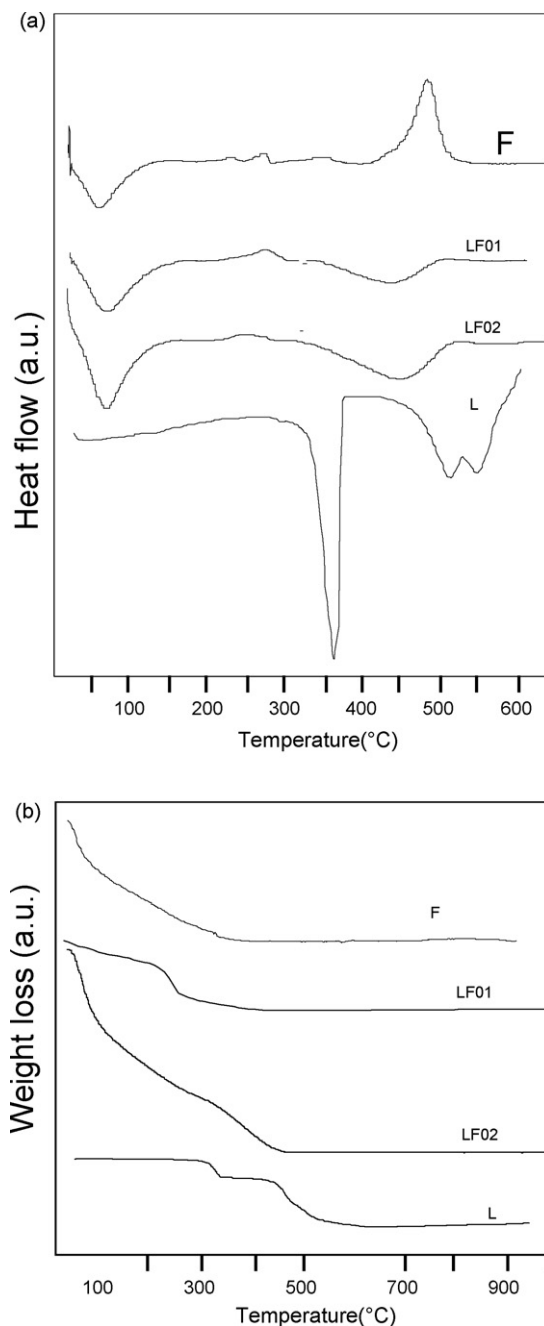 (a)
F
LF01
LF02
L
Heat flow (a.u.)
100 200 300 400 500 600
Temperature(°C)
(b)
F
LF01
LF02
L
Weight loss (a.u.)
100 300 500 700 900
Temperature(°C)